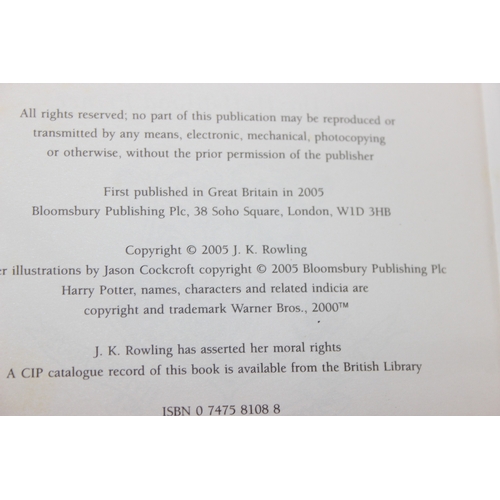 All rights reserved; no part of this publication may be reproduced or
transmitted by any means, electronic, mechanical, photocopying
or otherwise, without the prior permission of the publisher
First published in Great Britain in 2005
Bloomsbury Publishing Plc, 38 Soho Square, London, W1D 3HB
Copyright © 2005 J. K. Rowling
illustrations by Jason Cockcroft copyright © 2005 Bloomsbury Publishing Plc
Harry Potter, names, characters and related indicia are
copyright and trademark Warner Bros., 2000™
J. K. Rowling has asserted her moral rights
A CIP catalogue record of this book is available from the British Library
ISBN 0 7475 8108 8